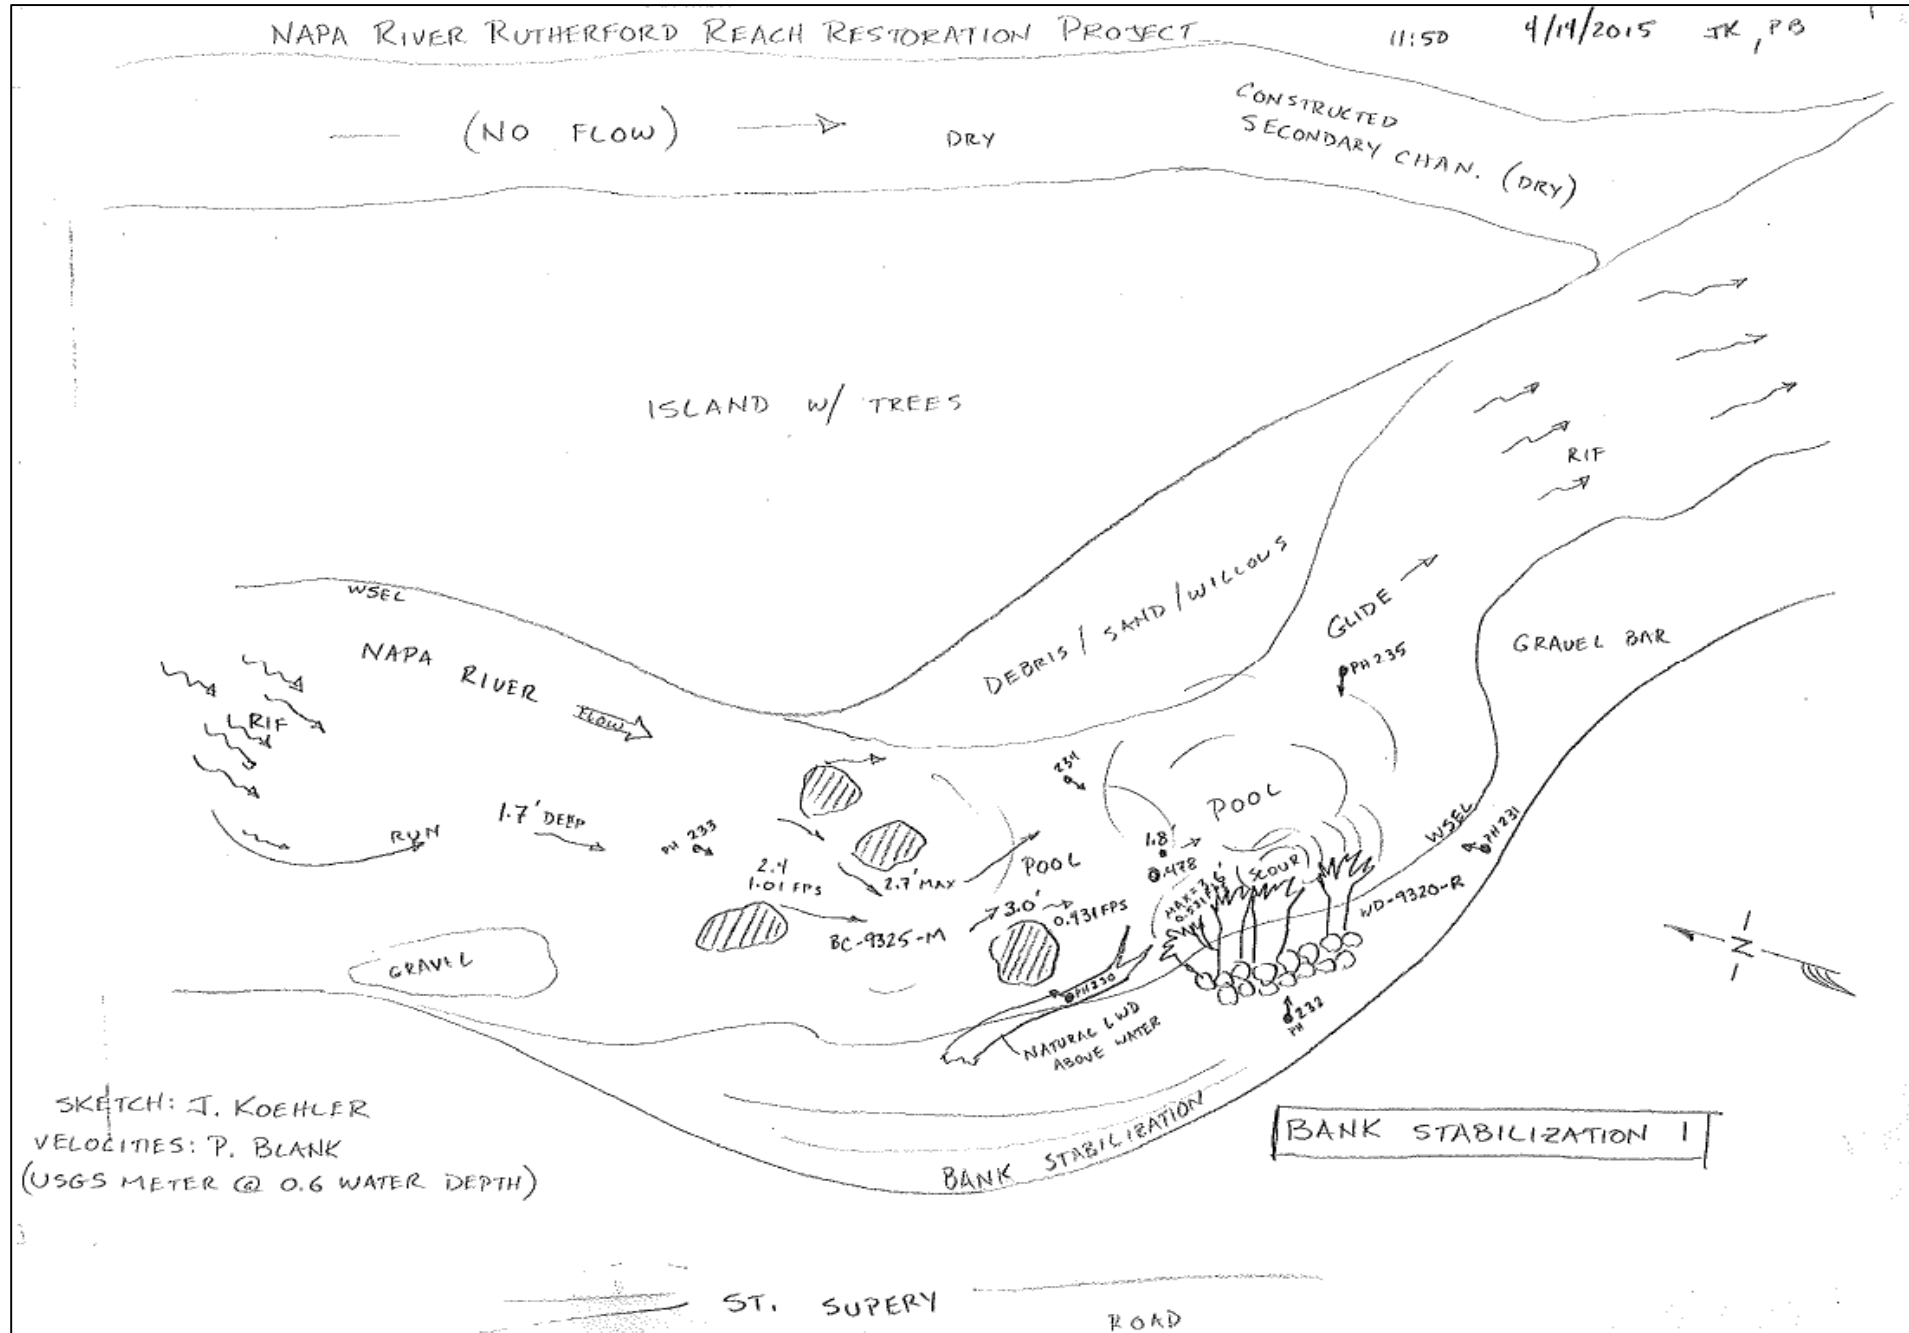 NAPA RIVER RUTHERFORD REACH RESTORATION PROJECT
11:50 4/14/2015 JK, PB
(NO FLOW)
DRY
CONSTRUCTED
SECONDARY CHAN. (DRY)
ISLAND W/ TREES
RIF
WSEL
NAPA RIVER
FLOW
RIF
DEBRIS / SAND / WILLOWS
GLIDE
PH 235
GRAVEL BAR
234
POOL
1.7' DEEP
RUN
PH 233
2.4
1.01 FPS
2.7' MAX
POOL
1.8'
0.478
WSEL
PH 231
(SCOUR)
MAX = 3.6'
3.0'
0.931 FPS
BC-9325-M
WD-9320-R
GRAVEL
PH 230
PH 232
NATURAL LWD
ABOVE WATER
N
BANK STABILIZATION
BANK STABILIZATION 1
SKETCH: J. KOEHLER
VELOCITIES: P. BLANK
(USGS METER @ 0.6 WATER DEPTH)
ST. SUPERY
ROAD